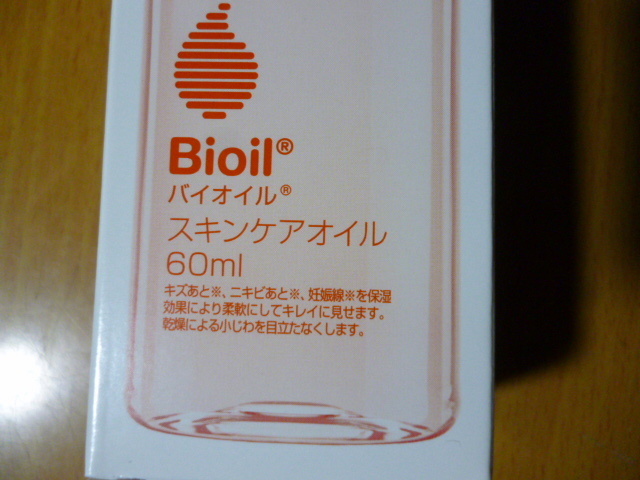 Bioil®
バイオイル®
スキンケアオイル
60ml
キズあと※、ニキビあと※、妊娠線※を保湿
効果により柔軟にしてキレイに見せます。
乾燥による小じわを目立たなくします。